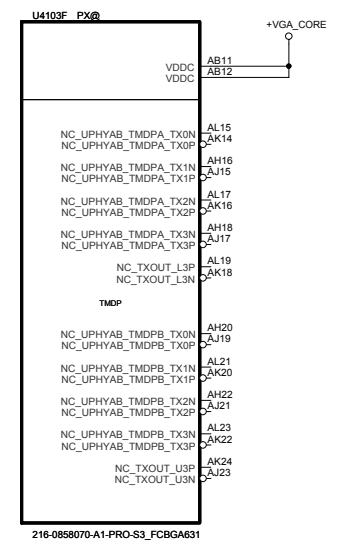 U4103F PX@
+VGA_CORE
VDDC AB11
VDDC AB12
NC_UPHYAB_TMDPA_TX0N AL15
NC_UPHYAB_TMDPA_TX0P AK14
NC_UPHYAB_TMDPA_TX1N AH16
NC_UPHYAB_TMDPA_TX1P AJ15
NC_UPHYAB_TMDPA_TX2N AL17
NC_UPHYAB_TMDPA_TX2P AK16
NC_UPHYAB_TMDPA_TX3N AH18
NC_UPHYAB_TMDPA_TX3P AJ17
NC_TXOUT_L3P AL19
NC_TXOUT_L3N AK18
TMDP
NC_UPHYAB_TMDPB_TX0N AH20
NC_UPHYAB_TMDPB_TX0P AJ19
NC_UPHYAB_TMDPB_TX1N AL21
NC_UPHYAB_TMDPB_TX1P AK20
NC_UPHYAB_TMDPB_TX2N AH22
NC_UPHYAB_TMDPB_TX2P AJ21
NC_UPHYAB_TMDPB_TX3N AL23
NC_UPHYAB_TMDPB_TX3P AK22
NC_TXOUT_U3P AK24
NC_TXOUT_U3N AJ23
216-0858070-A1-PRO-S3_FCBGA631